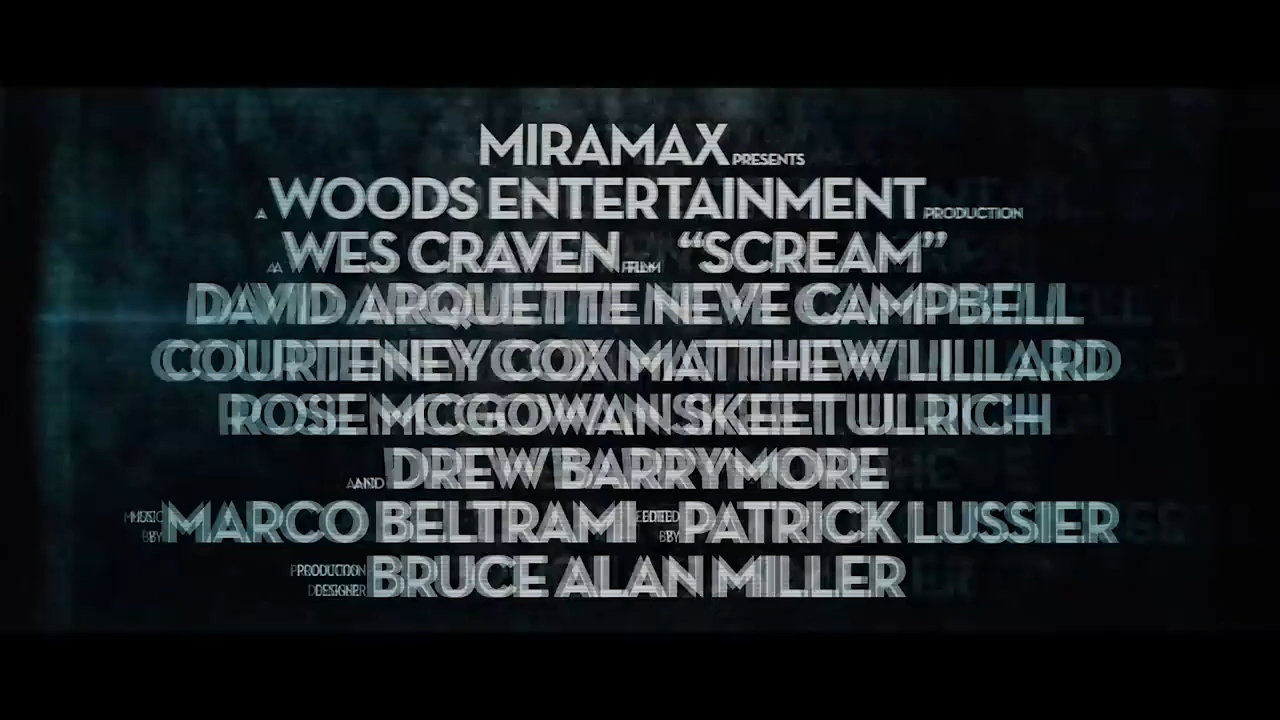 MIRAMAX PRESENTS
A WOODS ENTERTAINMENT PRODUCTION
A WES CRAVEN FILM “SCREAM”
DAVID ARQUETTE NEVE CAMPBELL
COURTENEY COX MATTHEW LILLARD
ROSE MCGOWAN SKEET ULRICH
AND DREW BARRYMORE
MUSIC BY MARCO BELTRAMI EDITED BY PATRICK LUSSIER
PRODUCTION DESIGNER BRUCE ALAN MILLER